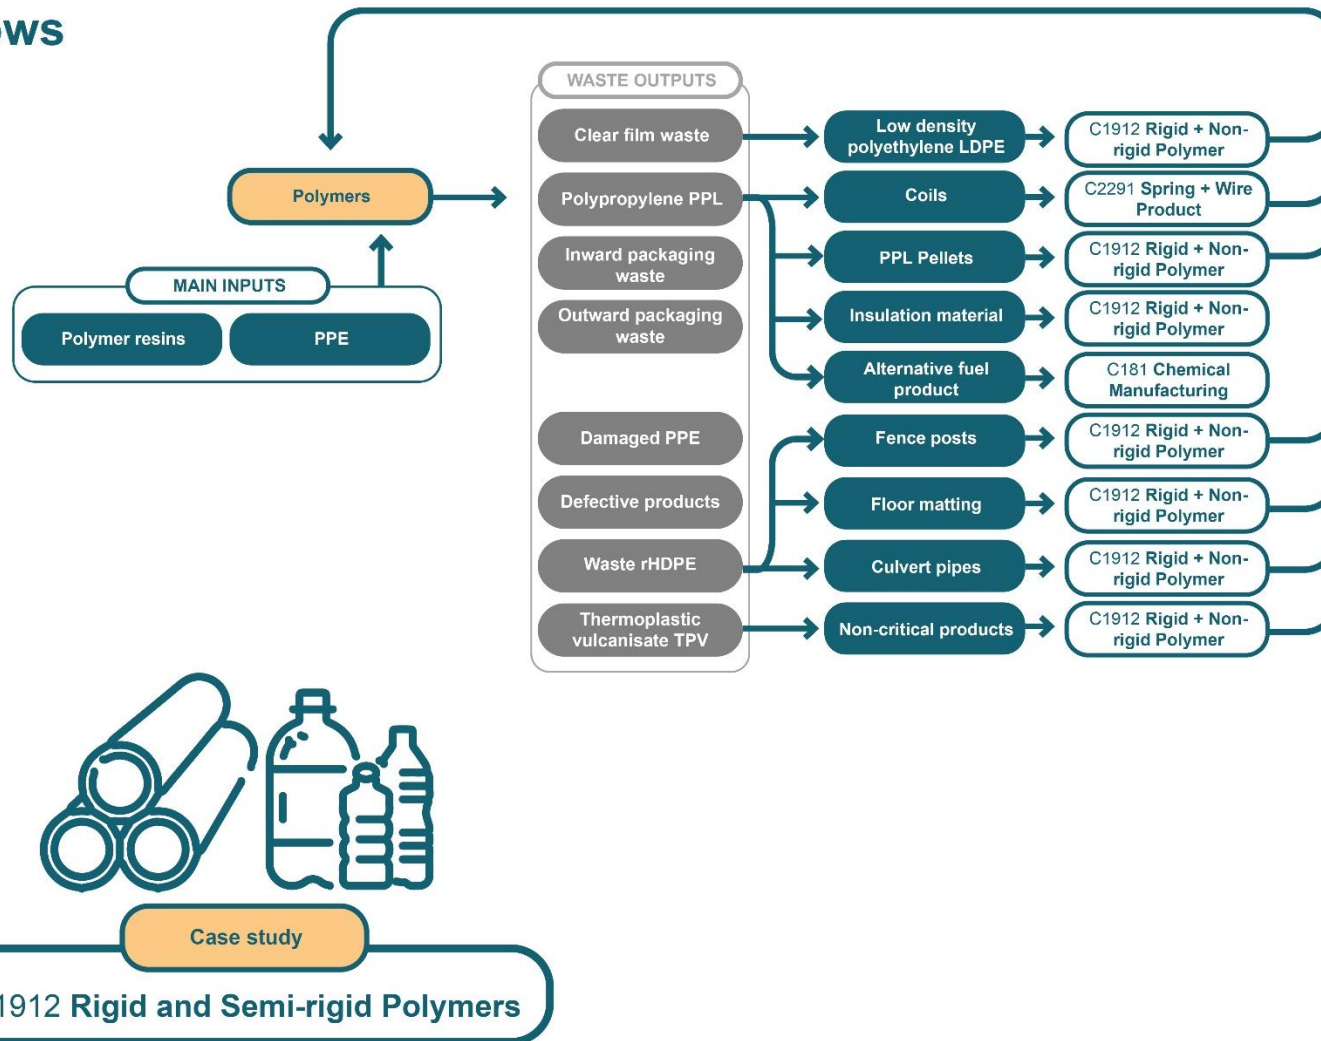 ows
WASTE OUTPUTS
Clear film waste
Low density
polyethylene LDPE
C1912 Rigid + Non-
rigid Polymer
Polymers
Polypropylene PPL
Coils
C2291 Spring + Wire
Product
Inward packaging
waste
PPL Pellets
C1912 Rigid + Non-
rigid Polymer
MAIN INPUTS
Polymer resins
PPE
Outward packaging
waste
Insulation material
C1912 Rigid + Non-
rigid Polymer
Alternative fuel
product
C181 Chemical
Manufacturing
Damaged PPE
Fence posts
C1912 Rigid + Non-
rigid Polymer
Defective products
Floor matting
C1912 Rigid + Non-
rigid Polymer
Waste rHDPE
Culvert pipes
C1912 Rigid + Non-
rigid Polymer
Thermoplastic
vulcanisate TPV
Non-critical products
C1912 Rigid + Non-
rigid Polymer
Case study
1912 Rigid and Semi-rigid Polymers